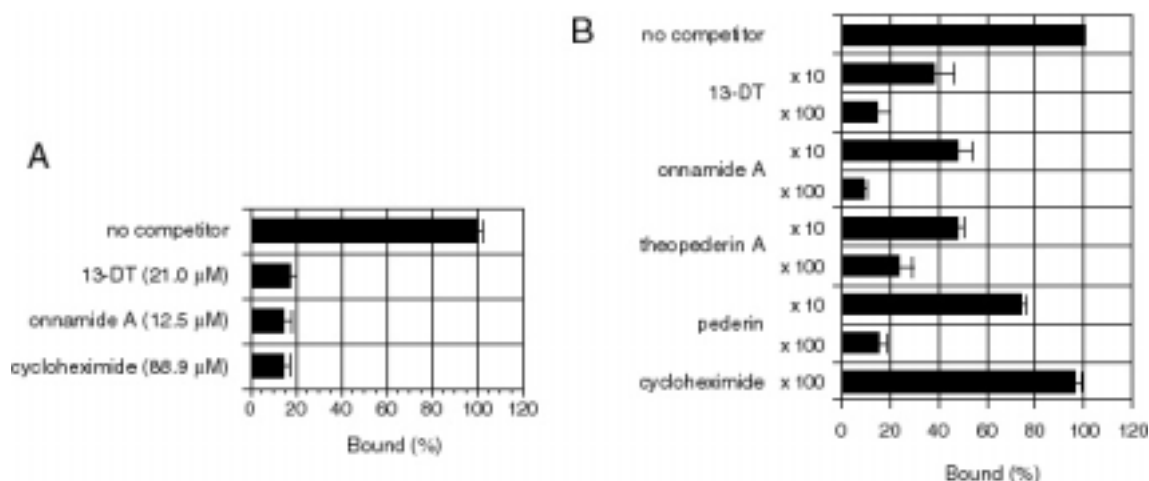 A
no competitor
13-DT (21.0 µM)
onnamide A (12.5 µM)
cycloheximide (88.9 µM)
0 20 40 60 80 100 120
Bound (%)
B
no competitor
13-DT
x 10
x 100
onnamide A
x 10
x 100
theopederin A
x 10
x 100
pederin
x 10
x 100
cycloheximide x 100
0 20 40 60 80 100 120
Bound (%)